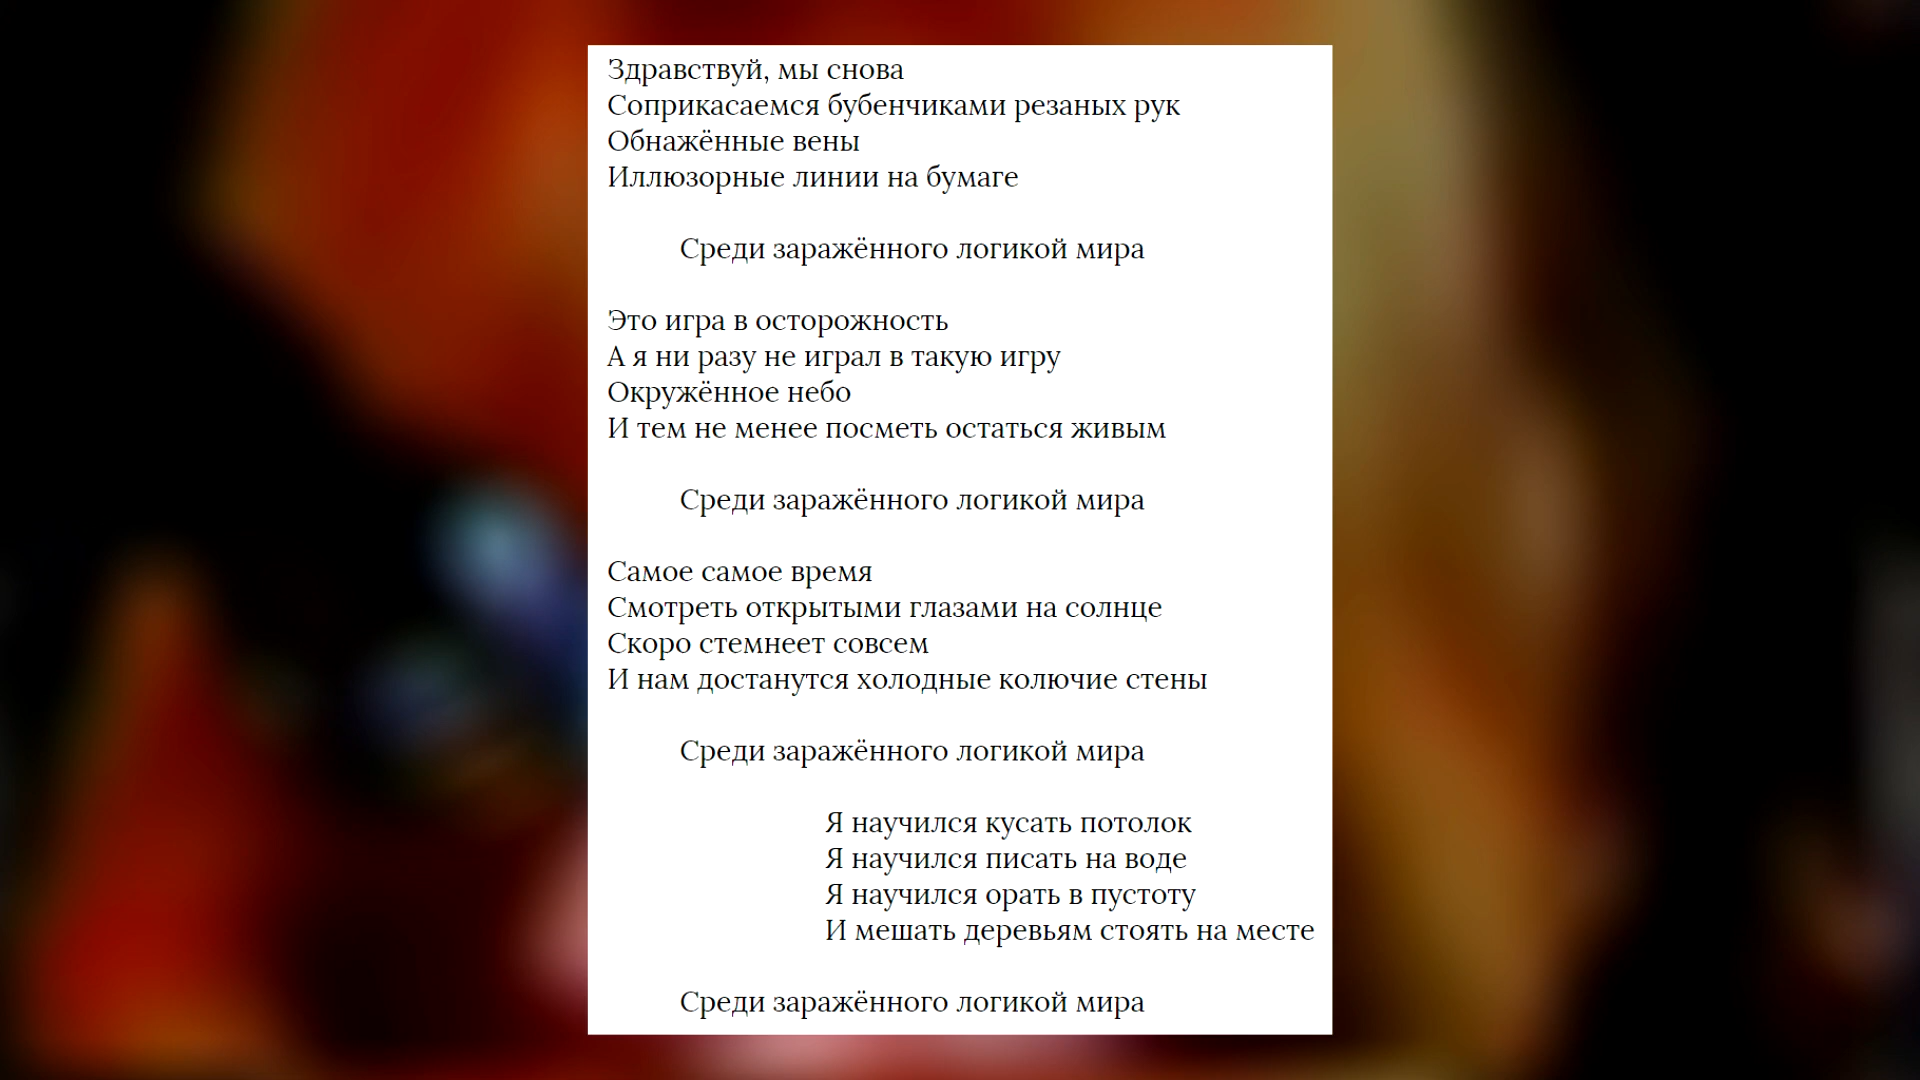 Здравствуй, мы снова
Соприкасаемся бубенчиками резаных рук
Обнажённые вены
Иллюзорные линии на бумаге
Среди заражённого логикой мира
Это игра в осторожность
А я ни разу не играл в такую игру
Окружённое небо
И тем не менее посметь остаться живым
Среди заражённого логикой мира
Самое самое время
Смотреть открытыми глазами на солнце
Скоро стемнеет совсем
И нам достанутся холодные колючие стены
Среди заражённого логикой мира
Я научился кусать потолок
Я научился писать на воде
Я научился орать в пустоту
И мешать деревьям стоять на месте
Среди заражённого логикой мира